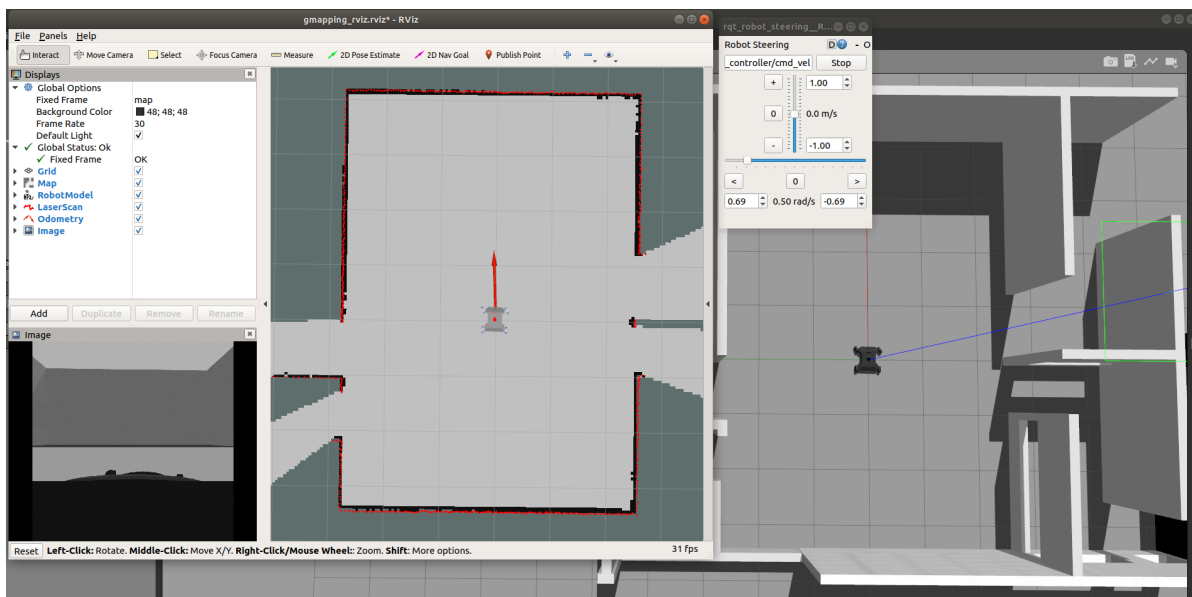 gmapping_rviz.rviz* - RViz
File Panels Help
Interact Move Camera Select Focus Camera Measure 2D Pose Estimate 2D Nav Goal Publish Point
Displays
Global Options
Fixed Frame map
Background Color 48; 48; 48
Frame Rate 30
Default Light
Global Status: Ok
Fixed Frame OK
Grid
Map
RobotModel
LaserScan
Odometry
Image
Add Duplicate Remove Rename
Image
Reset Left-Click: Rotate. Middle-Click: Move X/Y. Right-Click/Mouse Wheel:: Zoom. Shift: More options. 31 fps
rqt_robot_steering__R...
Robot Steering D - O
_controller/cmd_vel Stop
+ 1.00
0 0.0 m/s
- -1.00
< 0 >
0.69 0.50 rad/s -0.69
LOG